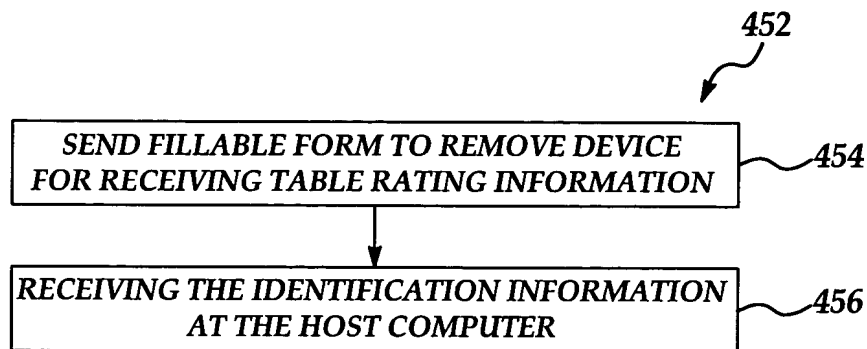 452
SEND FILLABLE FORM TO REMOVE DEVICE
FOR RECEIVING TABLE RATING INFORMATION
454
RECEIVING THE IDENTIFICATION INFORMATION
AT THE HOST COMPUTER
456